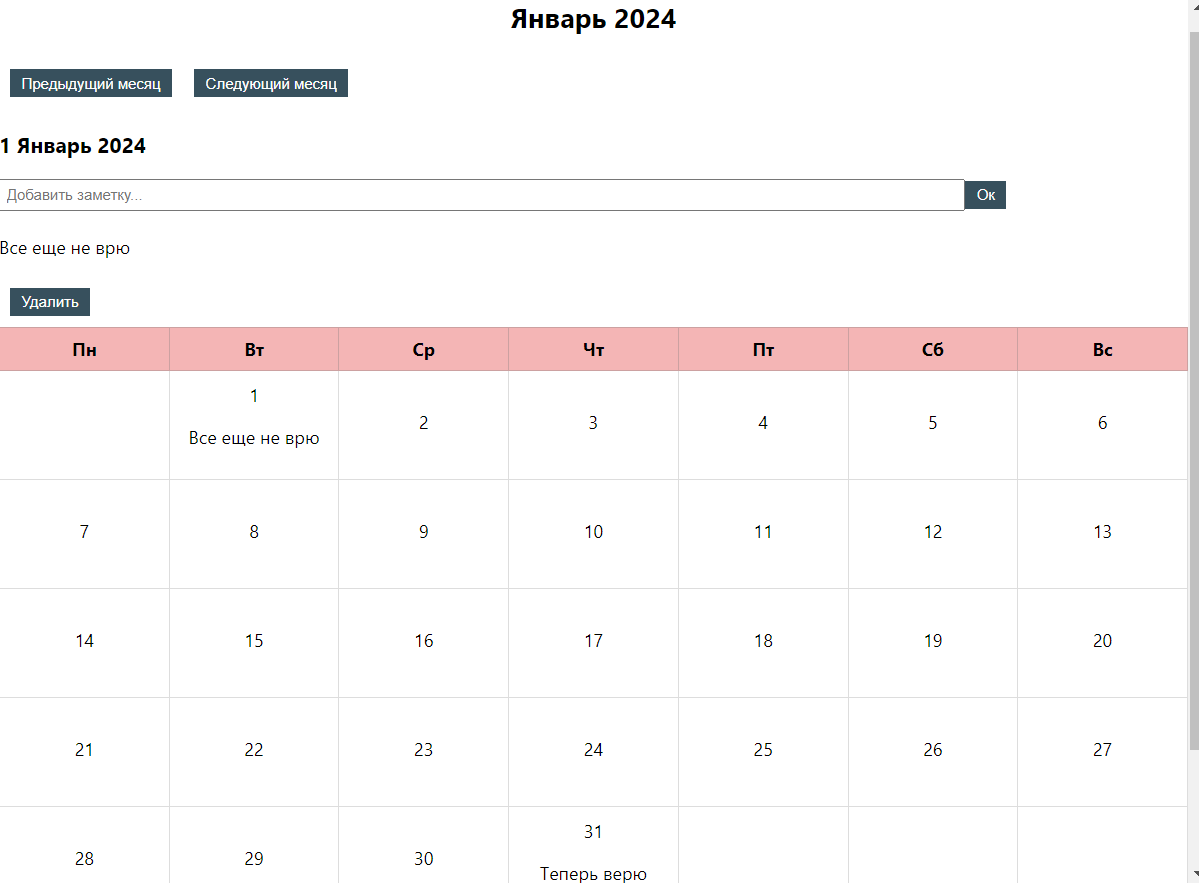 Январь 2024
Предыдущий месяц Следующий месяц
1 Январь 2024
Добавить заметку... Ок
Все еще не врю
Удалить
Пн Вт Ср Чт Пт Сб Вс
1 2 3 4 5 6
Все еще не врю
7 8 9 10 11 12 13
14 15 16 17 18 19 20
21 22 23 24 25 26 27
28 29 30 31
Теперь верю